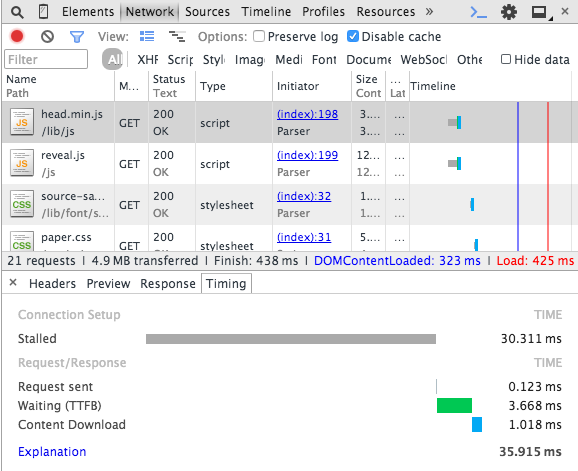 Elements Network Sources Timeline Profiles Resources »
View: Options: Preserve log Disable cache
Filter All XHF Scrip Style Imag Medi Font Docume WebSoci Othe Hide data
Name Path M... Status Text Type Initiator Size Cont ... Lat Timeline
head.min.js /lib/js GET 200 OK script (index):198 Parser 3.... 3.... ... ...
reveal.js /js GET 200 OK script (index):199 Parser 12... 12... ... ...
source-sa... /lib/font/s... GET 200 OK stylesheet (index):32 Parser 1.... 1.... ... ...
paper.css GET 200 OK stylesheet (index):31 Parser 5.... ...
21 requests | 4.9 MB transferred | Finish: 438 ms | DOMContentLoaded: 323 ms | Load: 425 ms
× Headers Preview Response Timing
Connection Setup TIME
Stalled 30.311 ms
Request/Response TIME
Request sent 0.123 ms
Waiting (TTFB) 3.668 ms
Content Download 1.018 ms
Explanation 35.915 ms